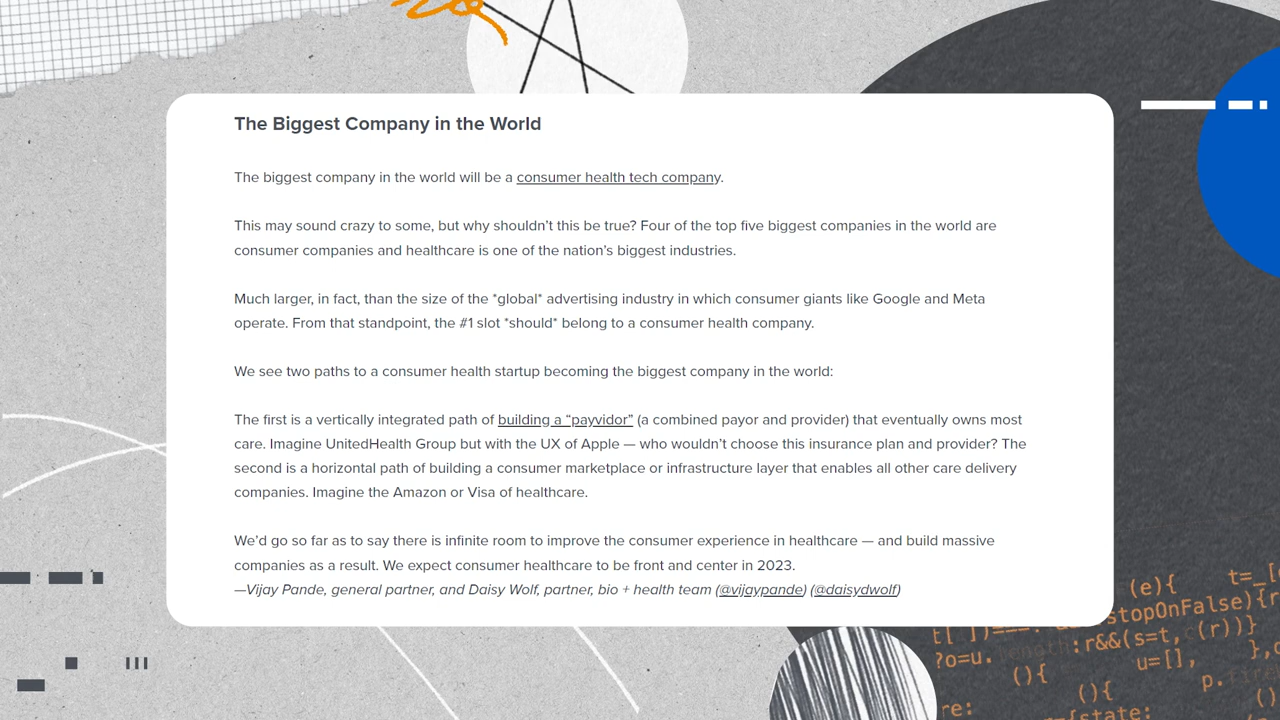 The Biggest Company in the World
The biggest company in the world will be a consumer health tech company.
This may sound crazy to some, but why shouldn’t this be true? Four of the top five biggest companies in the world are
consumer companies and healthcare is one of the nation’s biggest industries.
Much larger, in fact, than the size of the *global* advertising industry in which consumer giants like Google and Meta
operate. From that standpoint, the #1 slot *should* belong to a consumer health company.
We see two paths to a consumer health startup becoming the biggest company in the world:
The first is a vertically integrated path of building a “payvidor” (a combined payor and provider) that eventually owns most
care. Imagine UnitedHealth Group but with the UX of Apple — who wouldn’t choose this insurance plan and provider? The
second is a horizontal path of building a consumer marketplace or infrastructure layer that enables all other care delivery
companies. Imagine the Amazon or Visa of healthcare.
We’d go so far as to say there is infinite room to improve the consumer experience in healthcare — and build massive
companies as a result. We expect consumer healthcare to be front and center in 2023.
—Vijay Pande, general partner, and Daisy Wolf, partner, bio + health team (@vijaypande) (@daisydwolf)
(e){ t=_[
stopOnFalse){r
?o=u. :r&&(s=t, (r))}
(){ u=[], },c
(){ p.
re: ={state: ()